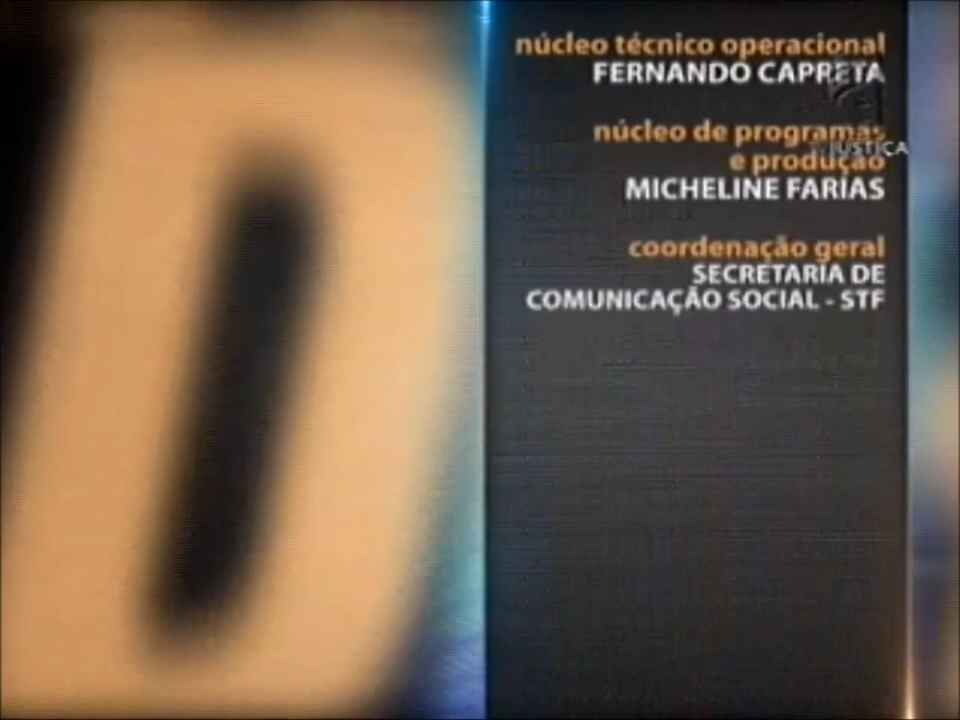 núcleo técnico operacional
FERNANDO CAPRETA
núcleo de programas
e produção
TV JUSTIÇA
MICHELINE FARIAS
coordenação geral
SECRETARIA DE
COMUNICAÇÃO SOCIAL - STF